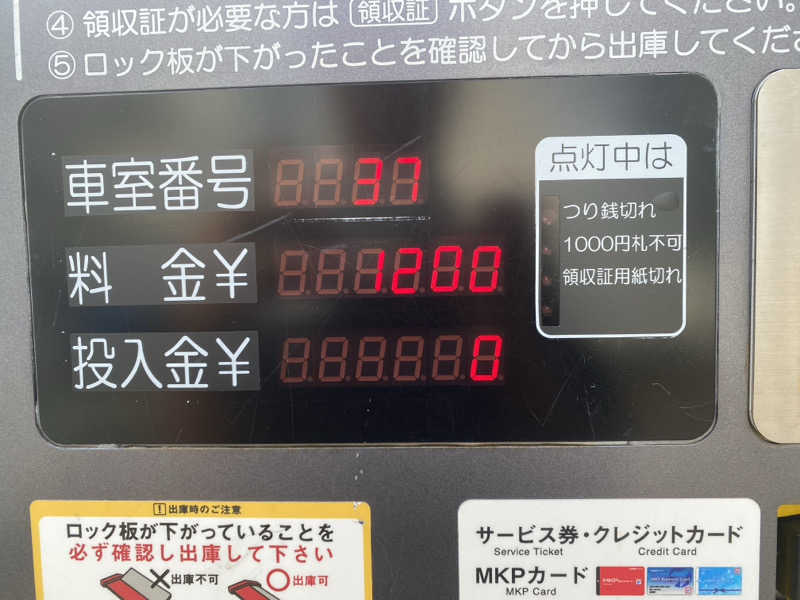 ④ 領収証が必要な方は 領収証 ボタンを押してください。
⑤ ロック板が下がったことを確認してから出庫してくだ
車室番号 37
料 金¥ 1200
投入金¥ 0
点灯中は
つり銭切れ
1000円札不可
領収証用紙切れ
! 出庫時のご注意
ロック板が下がっていることを
必ず確認し出庫して下さい
×出庫不可 ○出庫可
サービス券・クレジットカード
Service Ticket Credit Card
MKPカード
MKP Card